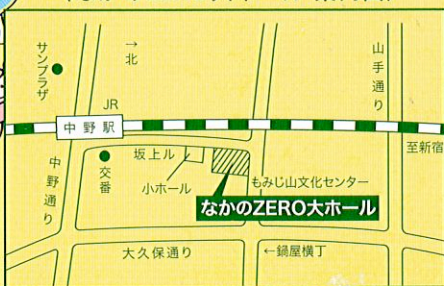 サンプラザ
→
北
山手通り
JR
中野駅
至新宿
中野通り
交番
坂上ル
小ホール
もみじ山文化センター
なかのZERO大ホール
大久保通り
←鍋屋横丁